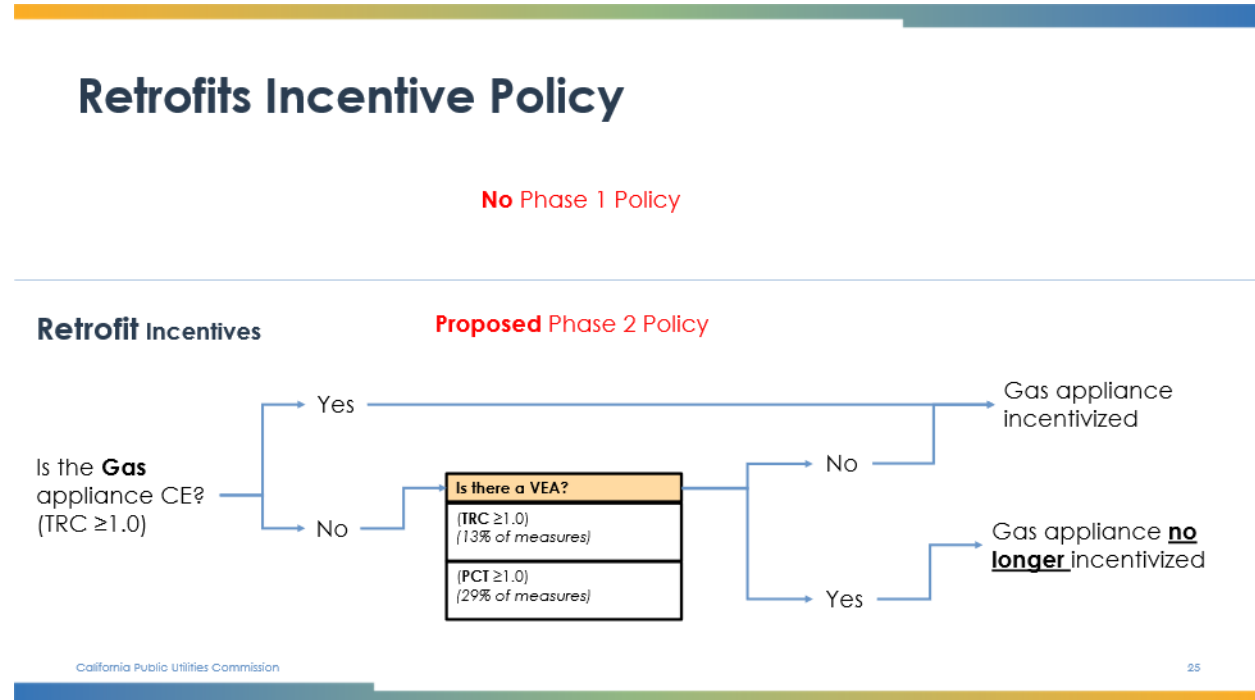 Retrofits Incentive Policy
No Phase 1 Policy
Retrofit Incentives
Proposed Phase 2 Policy
Is the Gas
appliance CE?
(TRC ≥1.0)
Yes
No
Is there a VEA?
(TRC ≥1.0)
(13% of measures)
(PCT ≥1.0)
(29% of measures)
No
Yes
Gas appliance
incentivized
Gas appliance no
longer incentivized
California Public Utilities Commission
25